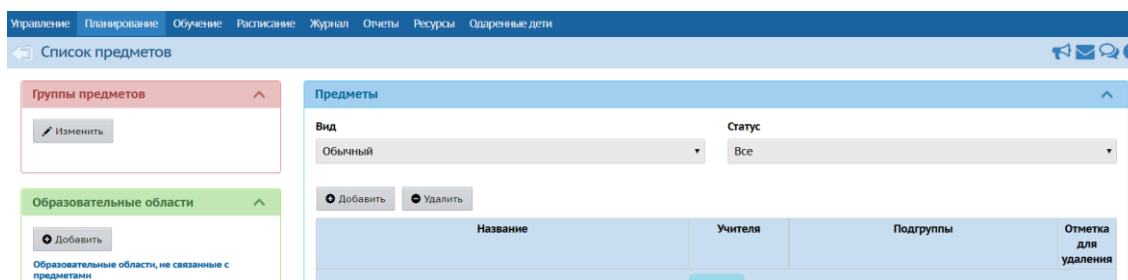 Управление Планирование Обучение Расписание Журнал Отчеты Ресурсы Одаренные дети
Список предметов
Группы предметов
Изменить
Образовательные области
Добавить
Образовательные области, не связанные с
предметами
Предметы
Вид Статус
Обычный Все
Добавить Удалить
Название Учителя Подгруппы Отметка
для
удаления